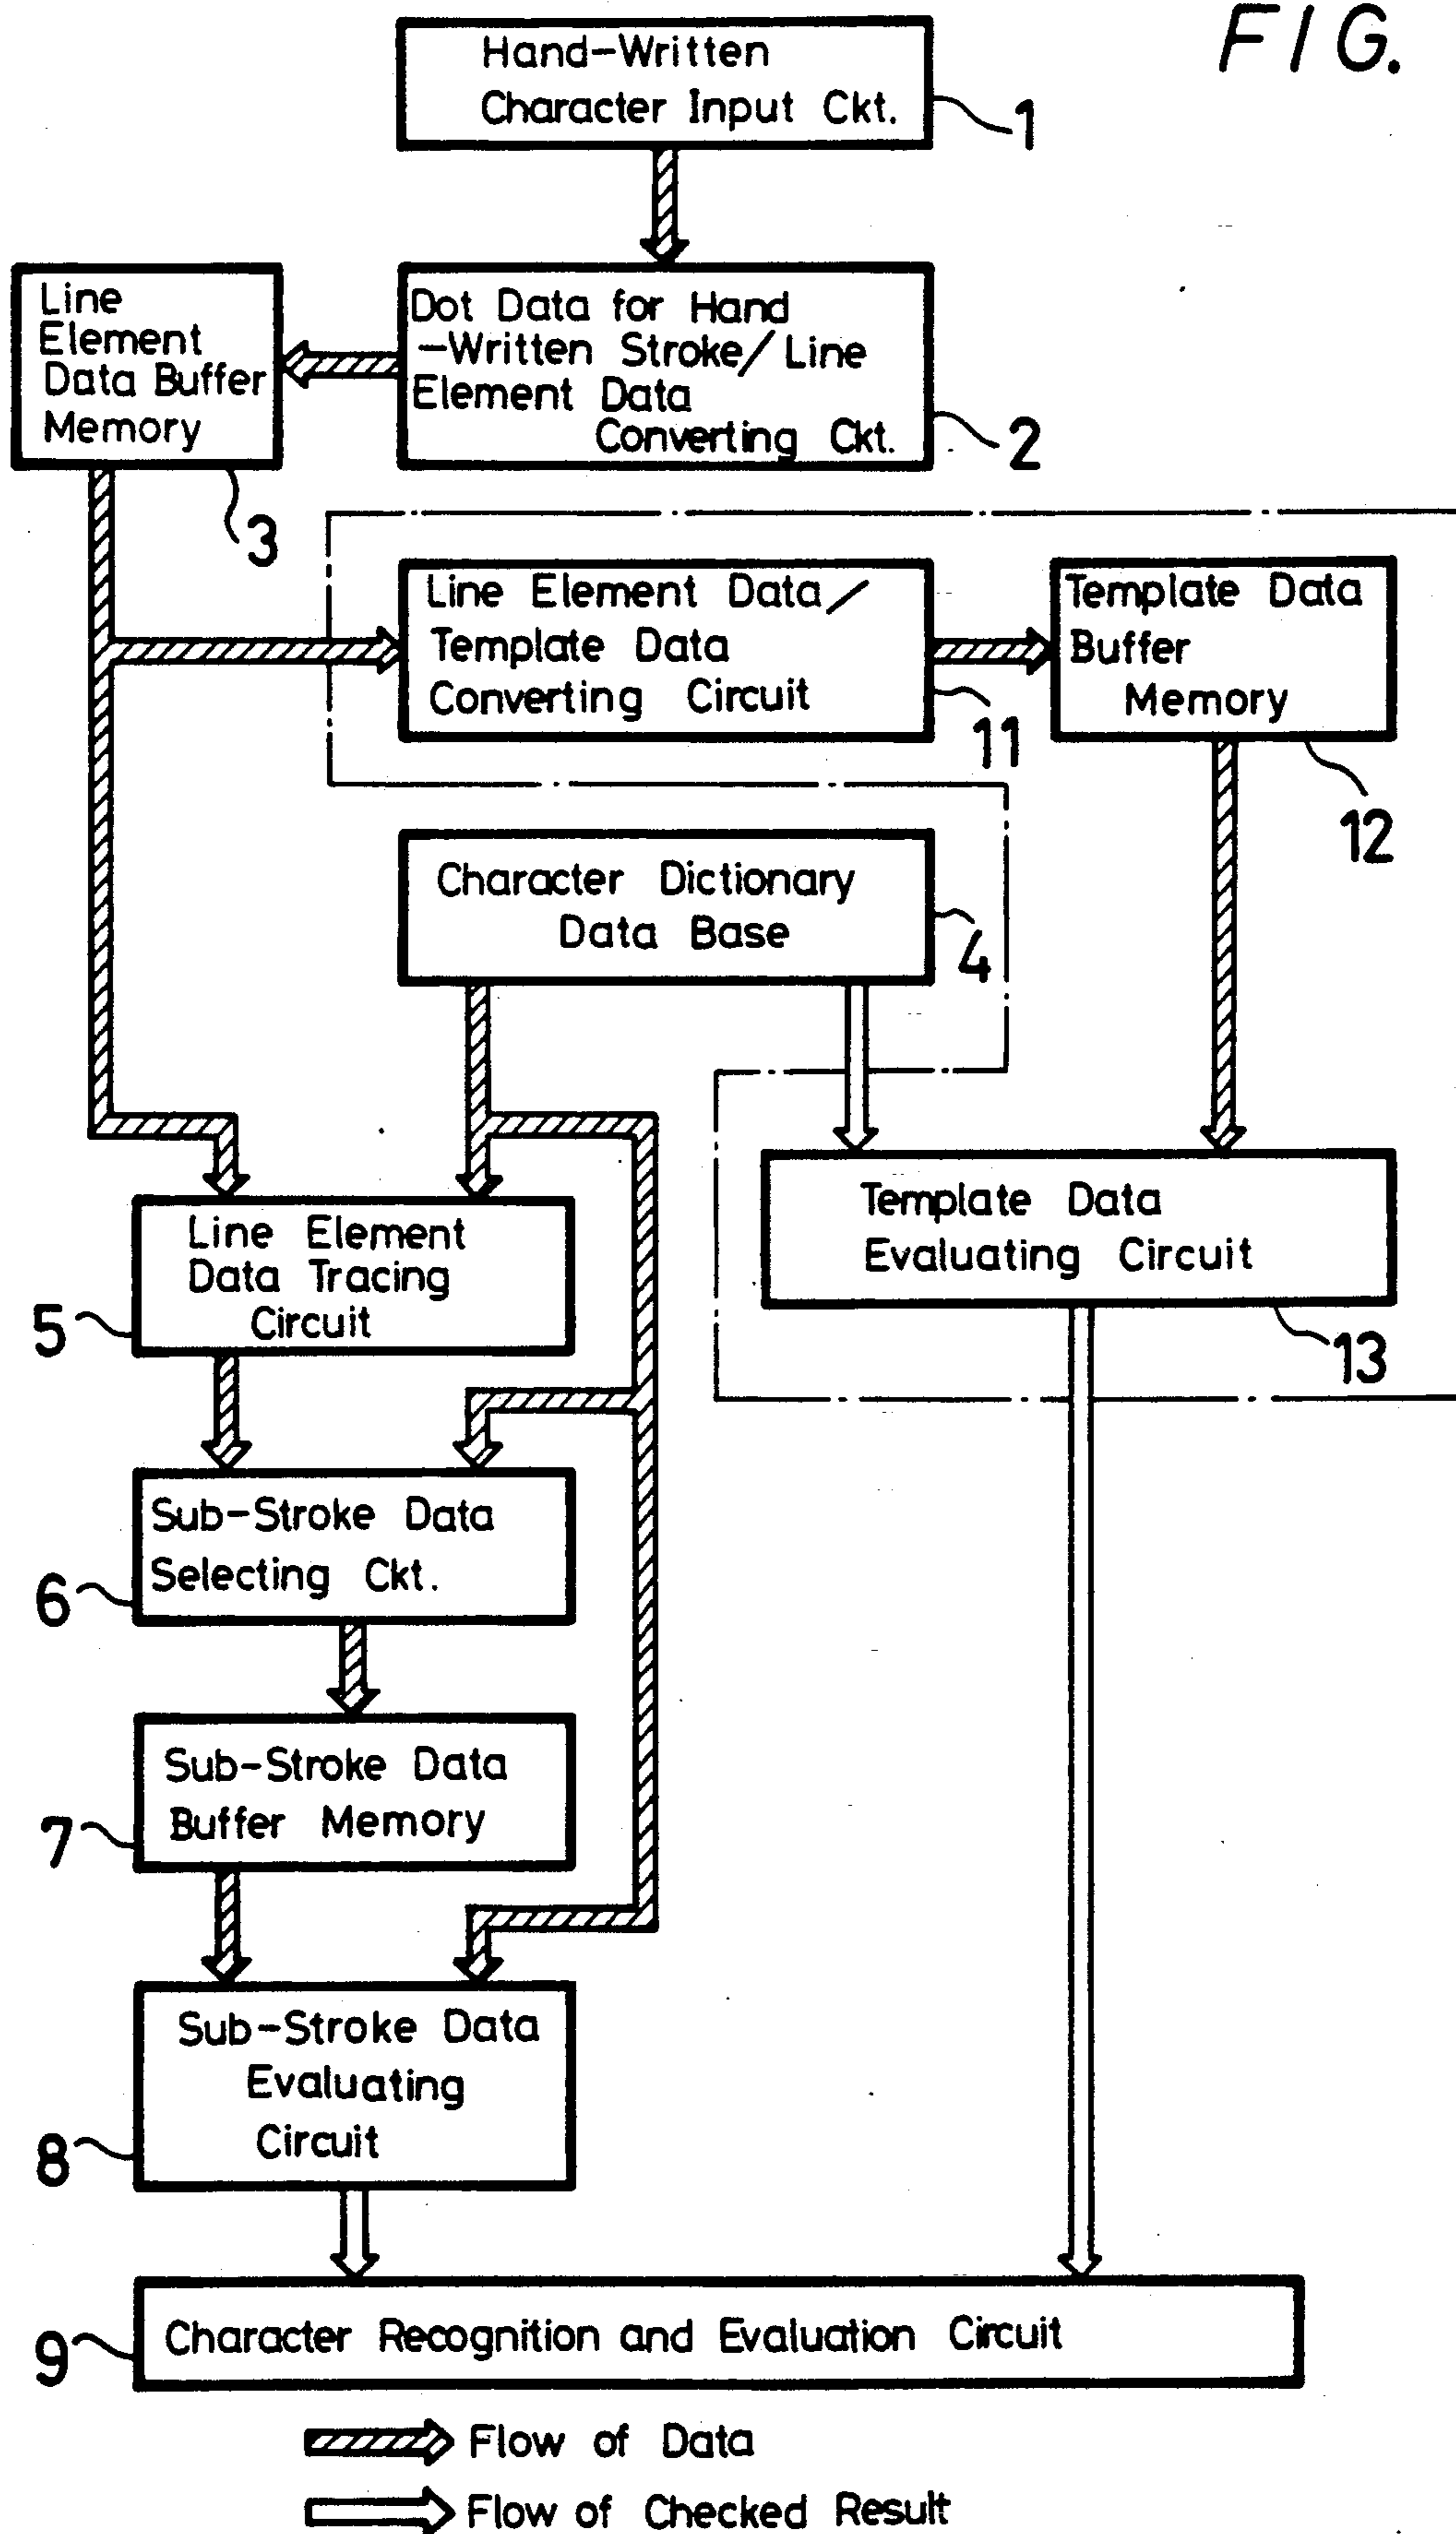 FIG.
Hand-Written
Character Input Ckt.
1
Line
Element
Data Buffer
Memory
3
Dot Data for Hand
-Written Stroke/Line
Element Data
Converting Ckt.
2
Line Element Data/
Template Data
Converting Circuit
11
Template Data
Buffer
Memory
12
Character Dictionary
Data Base
4
Line Element
Data Tracing
Circuit
5
Template Data
Evaluating Circuit
13
Sub-Stroke Data
Selecting Ckt.
6
Sub-Stroke Data
Buffer Memory
7
Sub-Stroke Data
Evaluating
Circuit
8
Character Recognition and Evaluation Circuit
9
Flow of Data
Flow of Checked Result